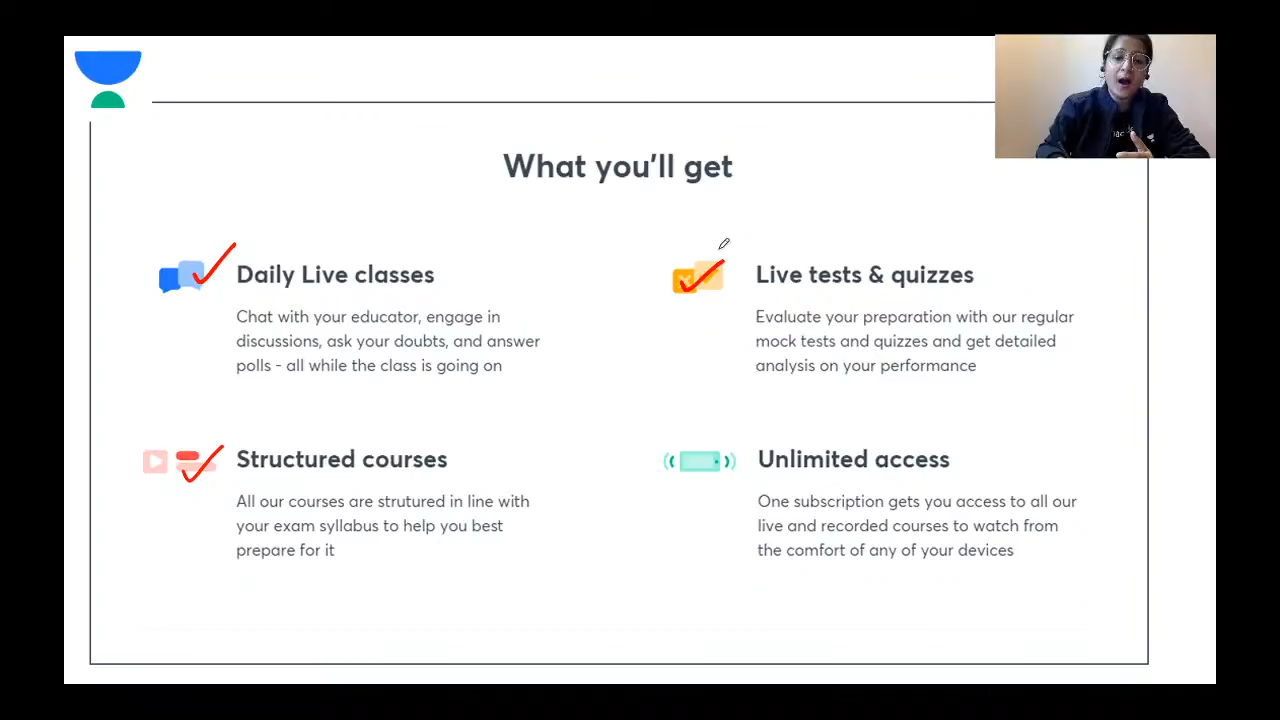 What you'll get
Daily Live classes
Chat with your educator, engage in
discussions, ask your doubts, and answer
polls - all while the class is going on
Live tests & quizzes
Evaluate your preparation with our regular
mock tests and quizzes and get detailed
analysis on your performance
Structured courses
All our courses are strutured in line with
your exam syllabus to help you best
prepare for it
Unlimited access
One subscription gets you access to all our
live and recorded courses to watch from
the comfort of any of your devices